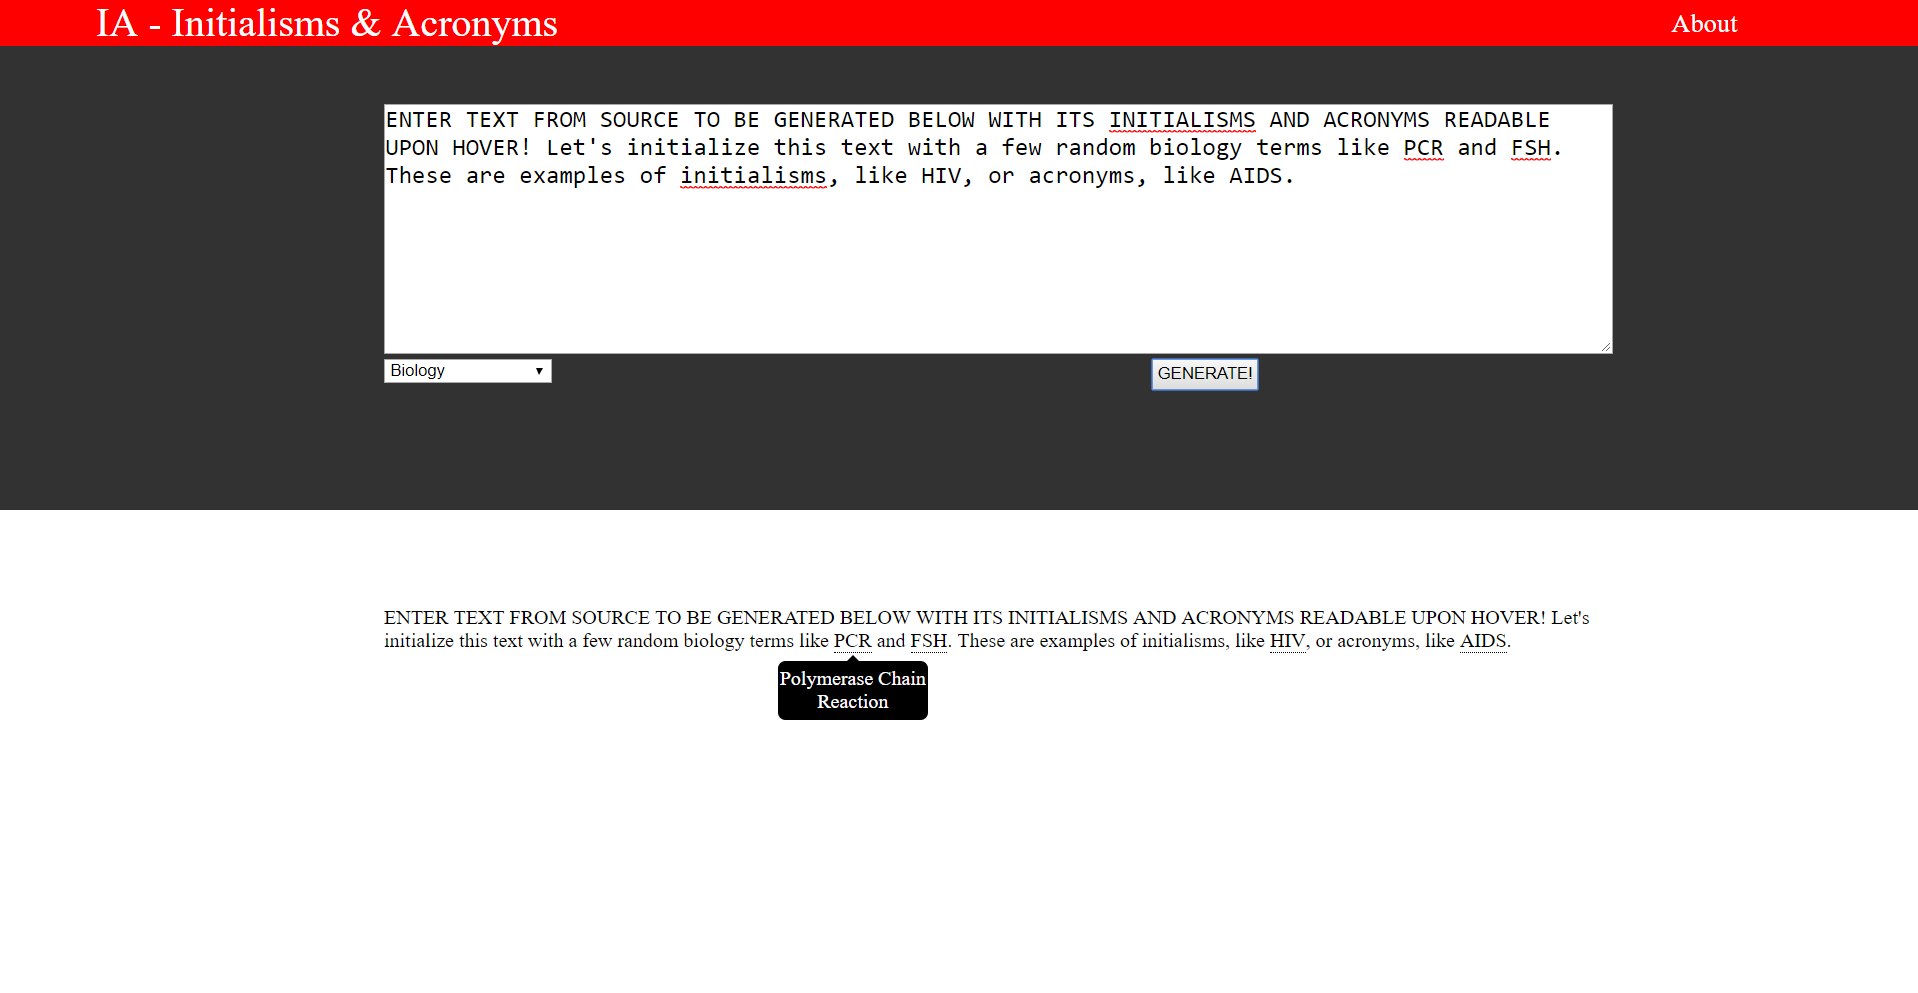 IA - Initialisms & Acronyms
About
ENTER TEXT FROM SOURCE TO BE GENERATED BELOW WITH ITS INITIALISMS AND ACRONYMS READABLE
UPON HOVER! Let's initialize this text with a few random biology terms like PCR and FSH.
These are examples of initialisms, like HIV, or acronyms, like AIDS.
Biology
GENERATE!
ENTER TEXT FROM SOURCE TO BE GENERATED BELOW WITH ITS INITIALISMS AND ACRONYMS READABLE UPON HOVER! Let's
initialize this text with a few random biology terms like PCR and FSH. These are examples of initialisms, like HIV, or acronyms, like AIDS.
Polymerase Chain
Reaction